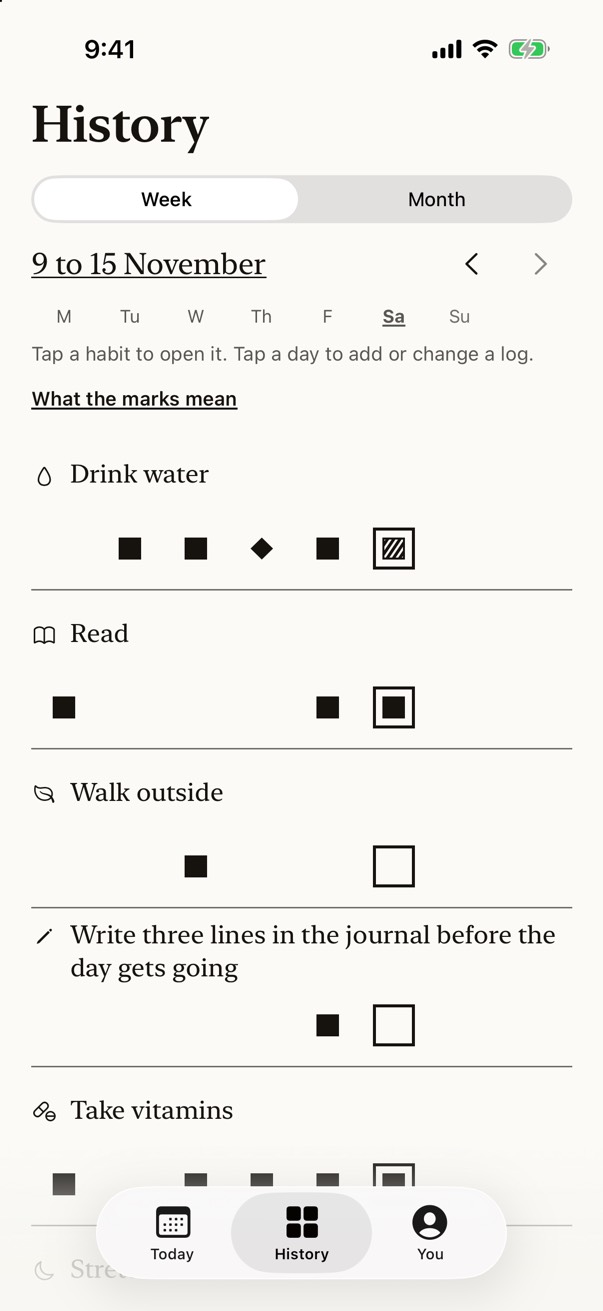 9:41
History
Week
Month
9 to 15 November
M Tu W Th F Sa Su
Tap a habit to open it. Tap a day to add or change a log.
What the marks mean
Drink water
Read
Walk outside
Write three lines in the journal before the
day gets going
Take vitamins
Today
History
You